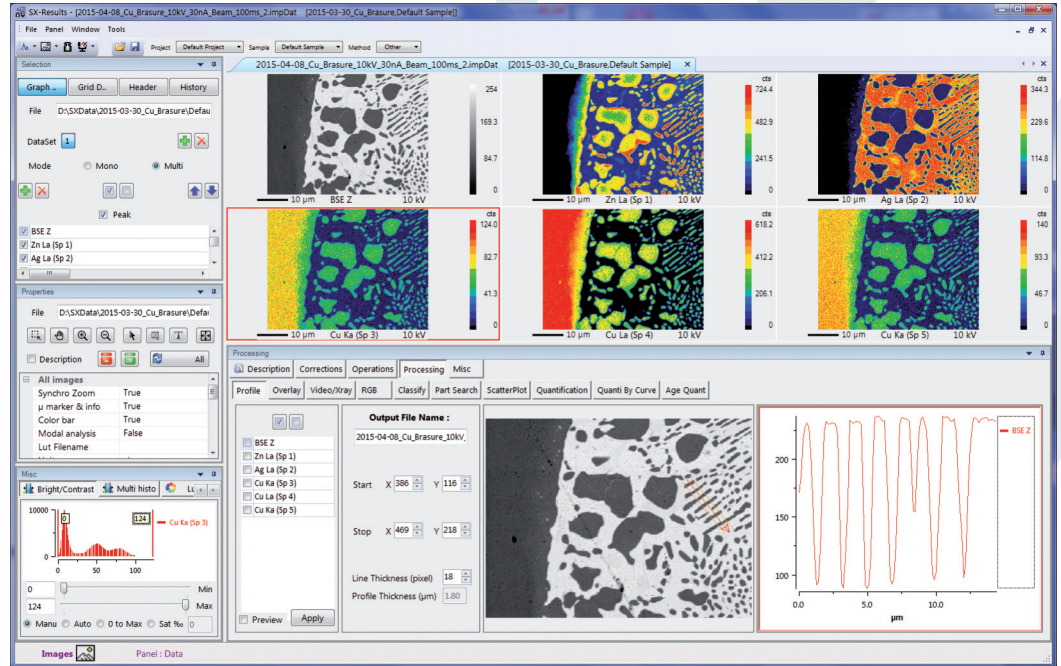 SX-Results - [2015-04-08_Cu_Brasure_10kV_30nA_Beam_100ms_2.impDat [2015-03-30_Cu_Brasure,Default Sample]]
File Panel Window Tools
Project Default Project Sample Default Sample Method Other
Selection
Graph .. Grid D.. Header History
File D:\SXData\2015-03-30_Cu_Brasure\Defau
DataSet 1
Mode Mono Multi
Peak
BSE Z
Zn La (Sp 1)
Ag La (Sp 2)
Properties
File D:\SXData\2015-03-30_Cu_Brasure\Defau
T
Description All
All images
Synchro Zoom True
µ marker & info True
Color bar True
Modal analysis False
Lut Filename
Misc
Bright/Contrast Multi histo
10000
0 124
Cu Ka (Sp 3)
0
0 50 100
0 Min
124 Max
Manu Auto 0 to Max Sat ‰ 0
2015-04-08_Cu_Brasure_10kV_30nA_Beam_100ms_2.impDat [2015-03-30_Cu_Brasure,Default Sample] ×
254
169.3
84.7
0
10 µm BSE Z 10 kV
cts
724.4
482.9
241.5
0
10 µm Zn La (Sp 1) 10 kV
cts
344.3
229.6
114.8
0
10 µm Ag La (Sp 2) 10 kV
cts
124.0
82.7
41.3
0
10 µm Cu Ka (Sp 3) 10 kV
cts
618.2
412.2
206.1
0
10 µm Cu La (Sp 4) 10 kV
cts
140
93.3
46.7
0
10 µm Cu Ka (Sp 5) 10 kV
Processing
Description Corrections Operations Processing Misc
Profile Overlay Video/Xray RGB Classify Part Search ScatterPlot Quantification Quanti By Curve Age Quant
BSE Z
Zn La (Sp 1)
Ag La (Sp 2)
Cu Ka (Sp 3)
Cu La (Sp 4)
Cu Ka (Sp 5)
Preview Apply
Output File Name :
2015-04-08_Cu_Brasure_10kV_
Start X 386 Y 116
Stop X 469 Y 218
Line Thickness (pixel) 18
Profile Thickness (µm) 1.80
200
150
100
0.0 5.0 10.0
µm
BSE Z
Images Panel : Data